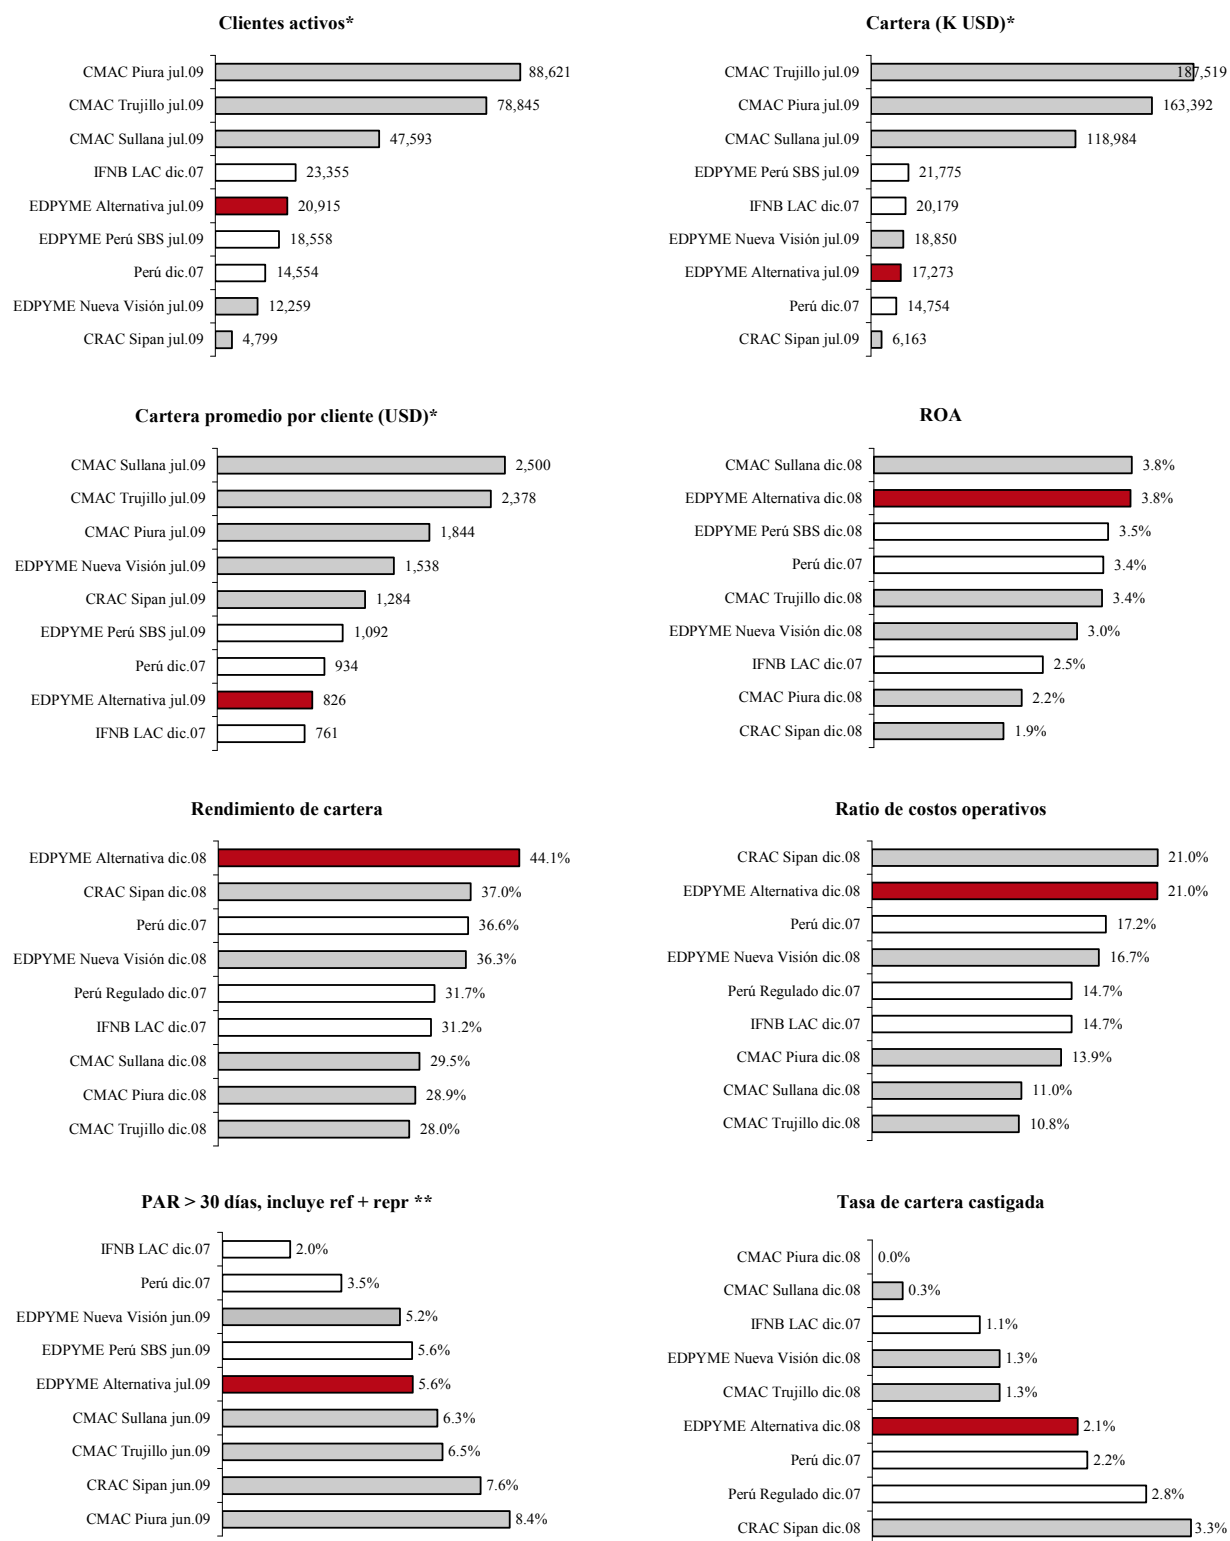 Clientes activos*
CMAC Piura jul.09 88,621
CMAC Trujillo jul.09 78,845
CMAC Sullana jul.09 47,593
IFNB LAC dic.07 23,355
EDPYME Alternativa jul.09 20,915
EDPYME Perú SBS jul.09 18,558
Perú dic.07 14,554
EDPYME Nueva Visión jul.09 12,259
CRAC Sipan jul.09 4,799
Cartera (K USD)*
CMAC Trujillo jul.09 187,519
CMAC Piura jul.09 163,392
CMAC Sullana jul.09 118,984
EDPYME Perú SBS jul.09 21,775
IFNB LAC dic.07 20,179
EDPYME Nueva Visión jul.09 18,850
EDPYME Alternativa jul.09 17,273
Perú dic.07 14,754
CRAC Sipan jul.09 6,163
Cartera promedio por cliente (USD)*
CMAC Sullana jul.09 2,500
CMAC Trujillo jul.09 2,378
CMAC Piura jul.09 1,844
EDPYME Nueva Visión jul.09 1,538
CRAC Sipan jul.09 1,284
EDPYME Perú SBS jul.09 1,092
Perú dic.07 934
EDPYME Alternativa jul.09 826
IFNB LAC dic.07 761
ROA
CMAC Sullana dic.08 3.8%
EDPYME Alternativa dic.08 3.8%
EDPYME Perú SBS dic.08 3.5%
Perú dic.07 3.4%
CMAC Trujillo dic.08 3.4%
EDPYME Nueva Visión dic.08 3.0%
IFNB LAC dic.07 2.5%
CMAC Piura dic.08 2.2%
CRAC Sipan dic.08 1.9%
Rendimiento de cartera
EDPYME Alternativa dic.08 44.1%
CRAC Sipan dic.08 37.0%
Perú dic.07 36.6%
EDPYME Nueva Visión dic.08 36.3%
Perú Regulado dic.07 31.7%
IFNB LAC dic.07 31.2%
CMAC Sullana dic.08 29.5%
CMAC Piura dic.08 28.9%
CMAC Trujillo dic.08 28.0%
Ratio de costos operativos
CRAC Sipan dic.08 21.0%
EDPYME Alternativa dic.08 21.0%
Perú dic.07 17.2%
EDPYME Nueva Visión dic.08 16.7%
Perú Regulado dic.07 14.7%
IFNB LAC dic.07 14.7%
CMAC Piura dic.08 13.9%
CMAC Sullana dic.08 11.0%
CMAC Trujillo dic.08 10.8%
PAR > 30 días, incluye ref + repr **
IFNB LAC dic.07 2.0%
Perú dic.07 3.5%
EDPYME Nueva Visión jun.09 5.2%
EDPYME Perú SBS jun.09 5.6%
EDPYME Alternativa jul.09 5.6%
CMAC Sullana jun.09 6.3%
CMAC Trujillo jun.09 6.5%
CRAC Sipan jun.09 7.6%
CMAC Piura jun.09 8.4%
Tasa de cartera castigada
CMAC Piura dic.08 0.0%
CMAC Sullana dic.08 0.3%
IFNB LAC dic.07 1.1%
EDPYME Nueva Visión dic.08 1.3%
CMAC Trujillo dic.08 1.3%
EDPYME Alternativa dic.08 2.1%
Perú dic.07 2.2%
Perú Regulado dic.07 2.8%
CRAC Sipan dic.08 3.3%